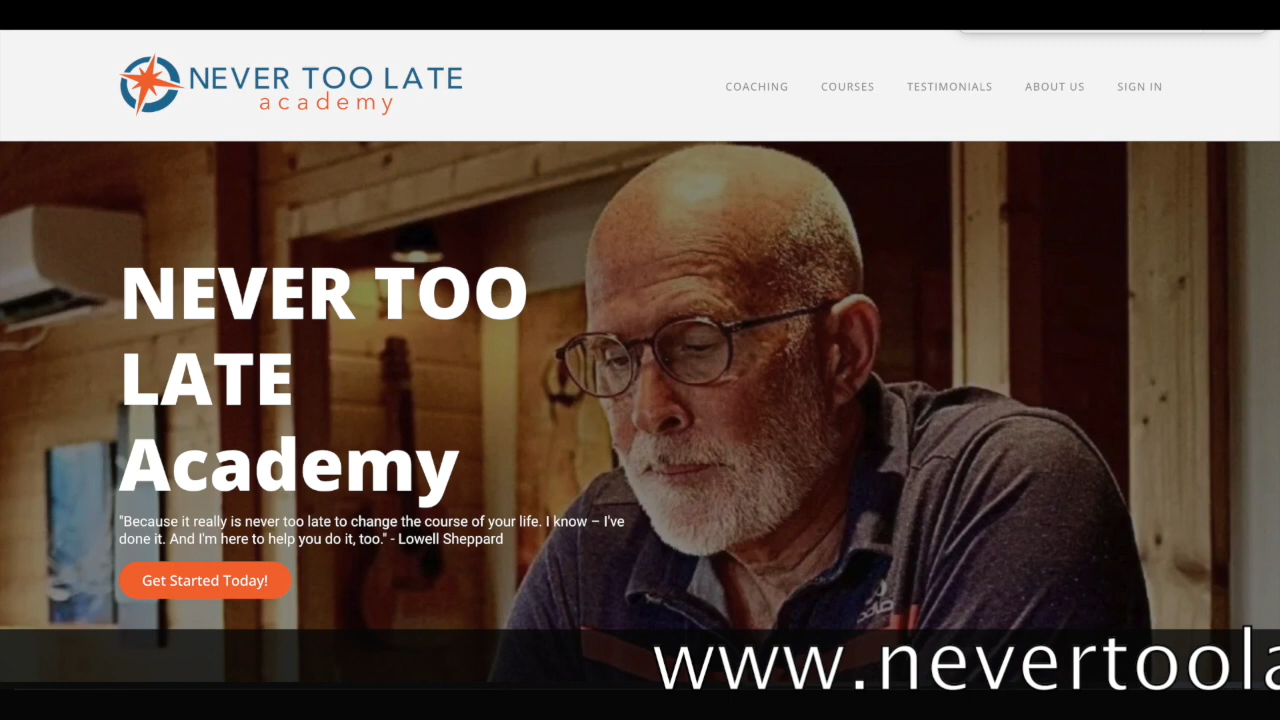 NEVER TOO LATE
academy
COACHING COURSES TESTIMONIALS ABOUT US SIGN IN
NEVER TOO
LATE
Academy
"Because it really is never too late to change the course of your life. I know – I've
done it. And I'm here to help you do it, too." - Lowell Sheppard
Get Started Today!
www.nevertoola